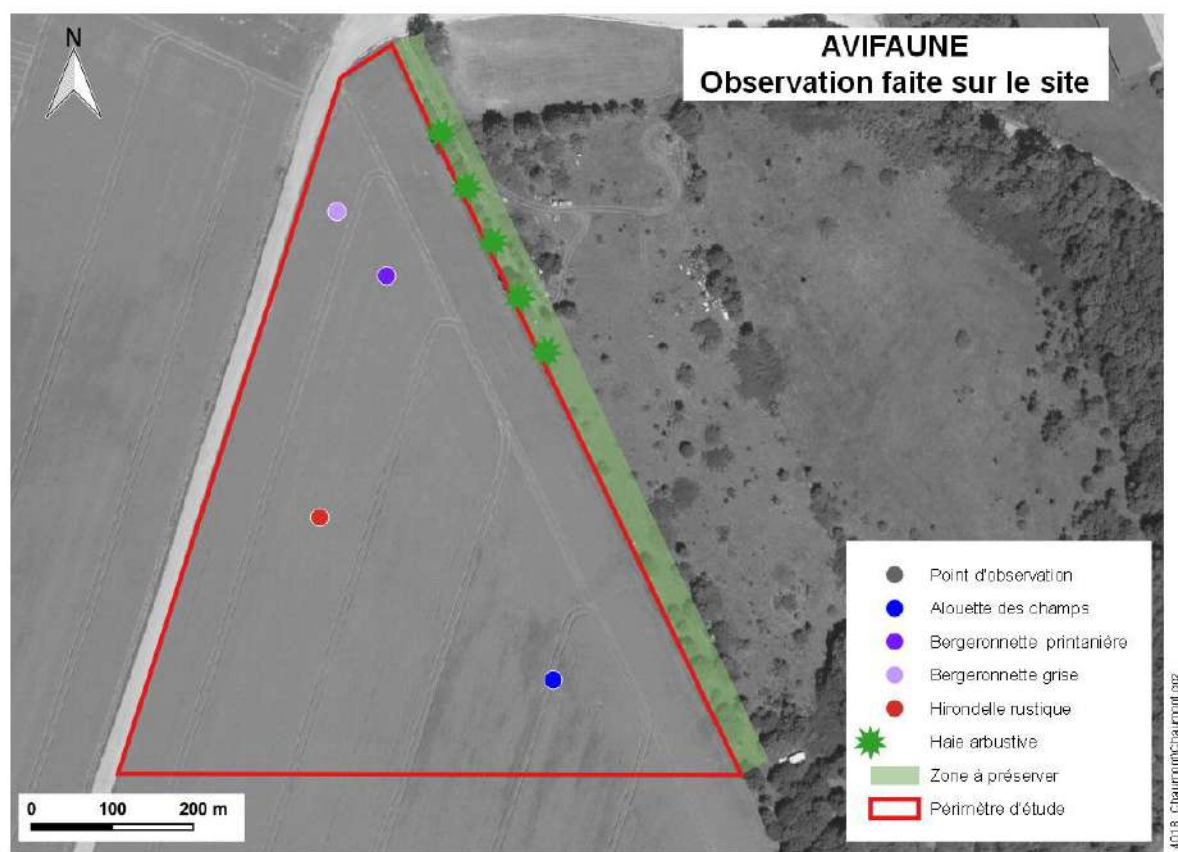 AVIFAUNE
Observation faite sur le site
N
Point d'observation
Alouette des champs
Bergeronnette printanière
Bergeronnette grise
Hirondelle rustique
Haie arbustive
Zone à préserver
Périmètre d'étude
0 100 200 m